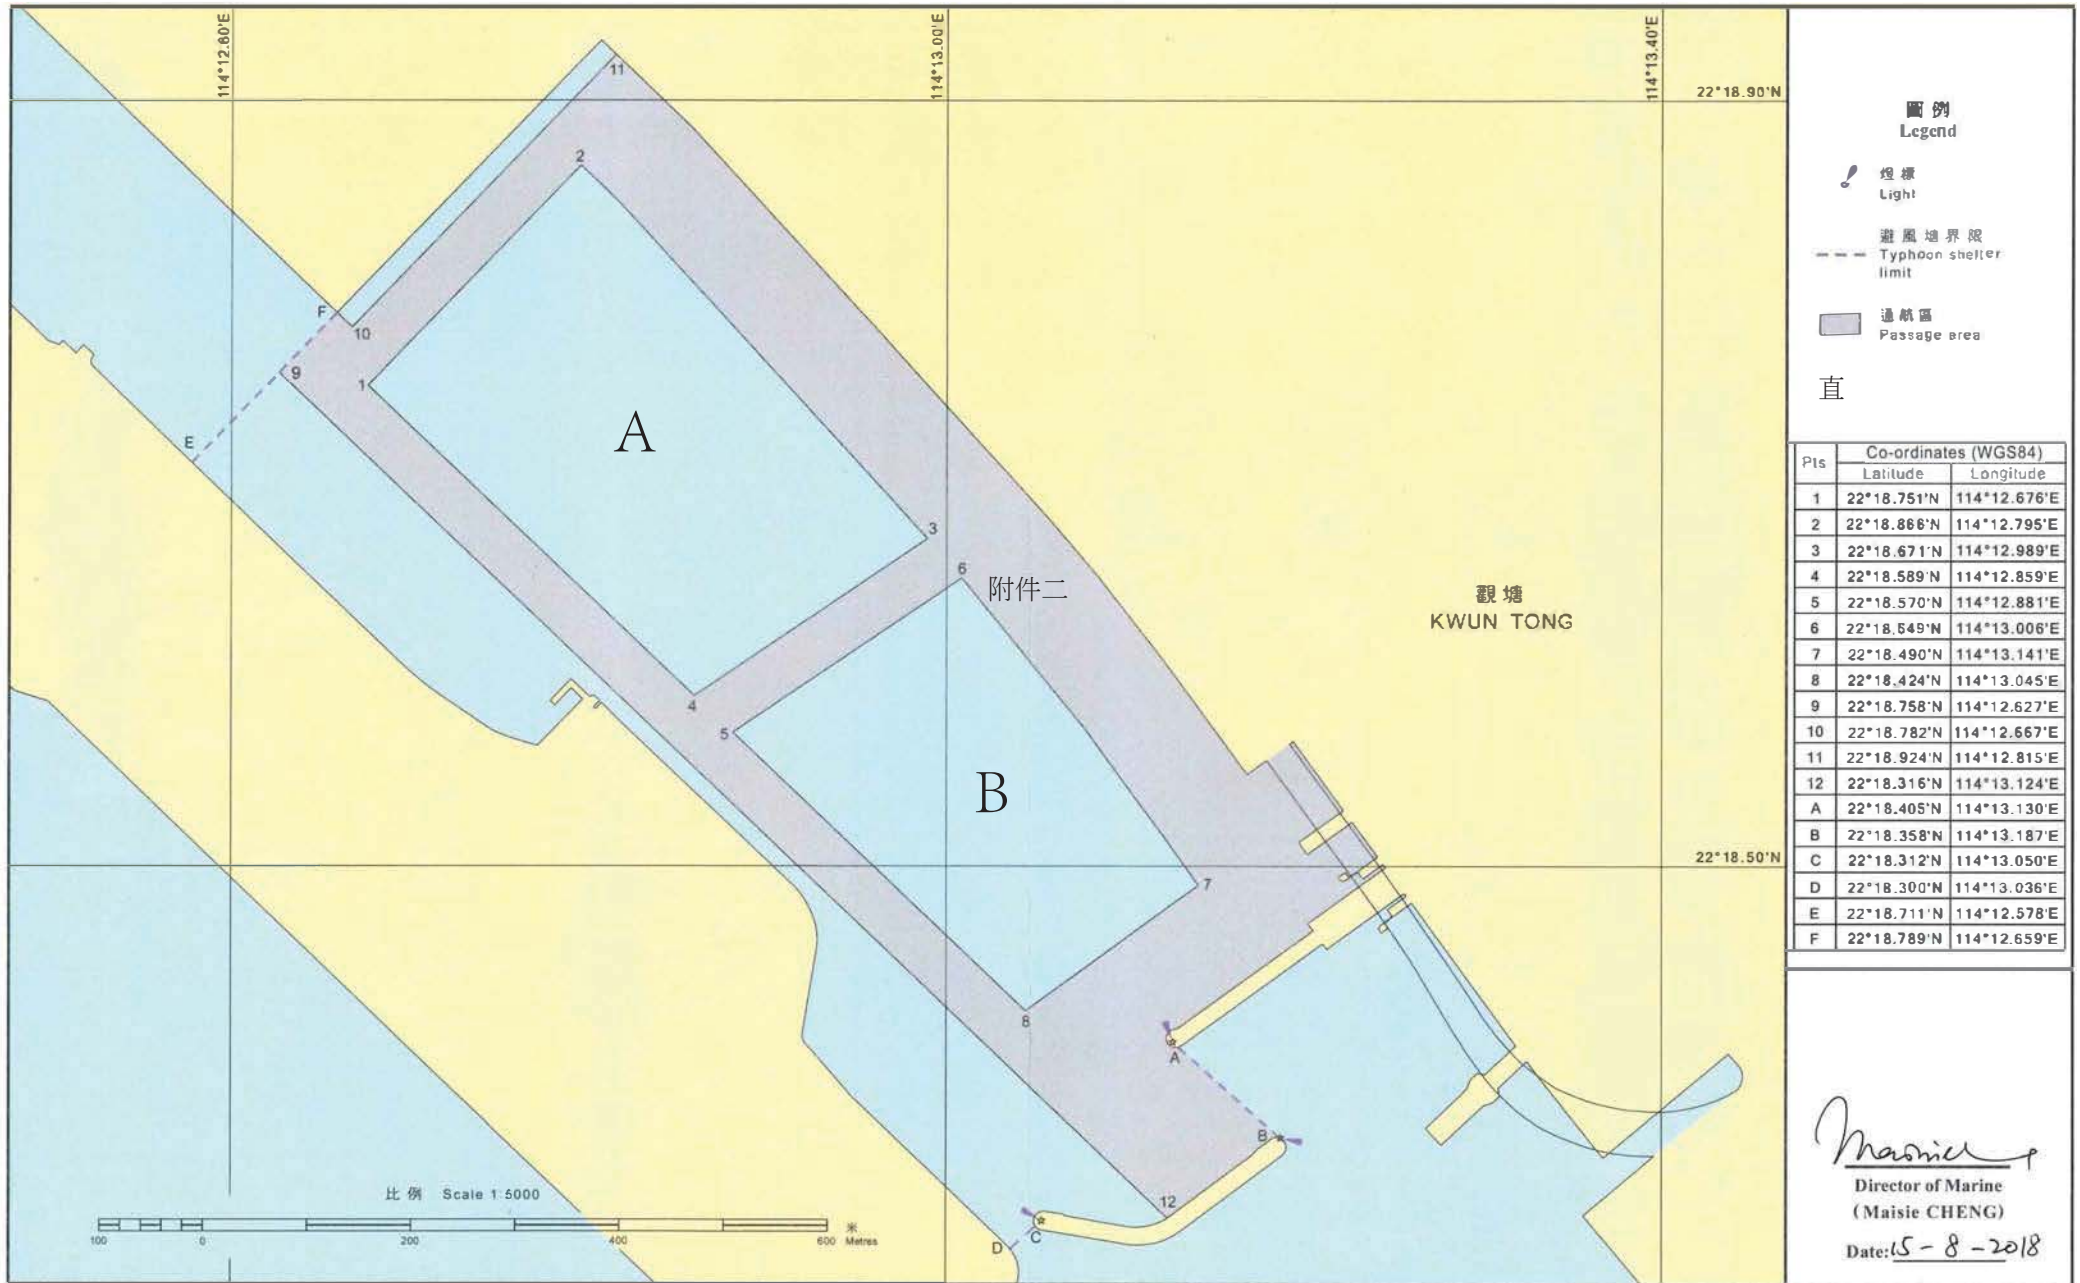 114°12.60'E
114°13.00'E
114°13.40'E
22°18.90'N
11
2
F
10
9
1
E
A
3
6
附件二
4
5
B
觀塘
KWUN TONG
22°18.50'N
7
8
A
B
12
C
D
比例 Scale 1:5000
100 0 200 400 600 米 Metres
圖例
Legend
燈標
Light
避風塘界限
Typhoon shelter
limit
通航區
Passage area
直
Pts Co-ordinates (WGS84)
Latitude Longitude
1 22°18.751'N 114°12.676'E
2 22°18.866'N 114°12.795'E
3 22°18.671'N 114°12.989'E
4 22°18.589'N 114°12.859'E
5 22°18.570'N 114°12.881'E
6 22°18.649'N 114°13.006'E
7 22°18.490'N 114°13.141'E
8 22°18.424'N 114°13.045'E
9 22°18.758'N 114°12.627'E
10 22°18.782'N 114°12.667'E
11 22°18.924'N 114°12.815'E
12 22°18.316'N 114°13.124'E
A 22°18.405'N 114°13.130'E
B 22°18.358'N 114°13.187'E
C 22°18.312'N 114°13.050'E
D 22°18.300'N 114°13.036'E
E 22°18.711'N 114°12.578'E
F 22°18.789'N 114°12.659'E
Director of Marine
(Maisie CHENG)
Date: 15-8-2018